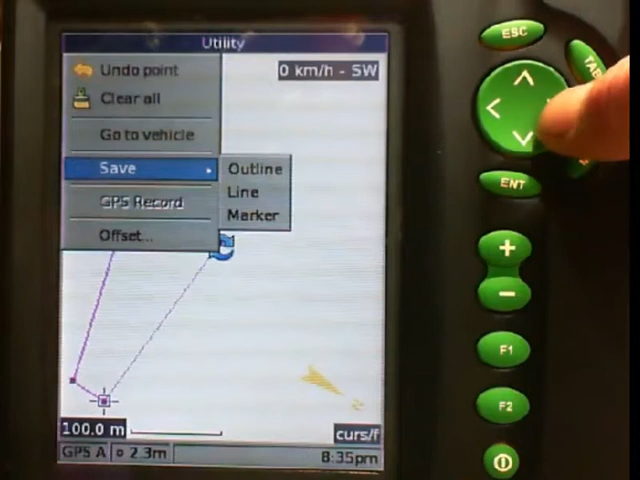 Utility
Undo point
0 km/h - SW
Clear all
Go to vehicle
Save
Outline
Line
GPS Record
Marker
Offset...
100.0 m
curs/f
GPS A
2.3m
8:35pm
ESC
TAB
ENT
+
−
F1
F2